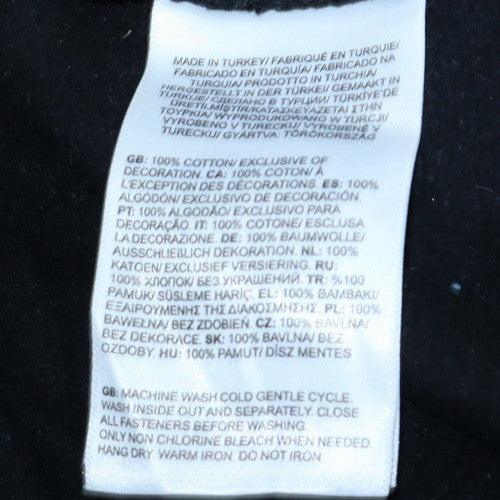 MADE IN TURKEY/ FABRIQUÉ EN TURQUIE/
FABRICADO EN TURQUÍA/ FABRICADO NA
TURQUIA/ PRODOTTO IN TURCHIA/
HERGESTELLT IN DER TÜRKEI/ GEMAAKT IN
TURKIJE/ СДЕЛАНО В ТУРЦИИ/ TÜRKİYE'DE
ÜRETİLMİŞTİR/ ΚΑΤΑΣΚΕΥΑΖΕΤΑΙ ΣΤΗΝ
ΤΟΥΡΚΙΑ/ WYPRODUKOWANO W TURCJI/
VYROBENO V TURECKU/ VYROBENÉ V
TURECKU/ GYÁRTVA: TÖRÖKORSZÁG
GB: 100% COTTON/ EXCLUSIVE OF
DECORATION. CA: 100% COTON/ À
L'EXCEPTION DES DÉCORATIONS. ES: 100%
ALGODÓN/ EXCLUSIVO DE DECORACIÓN.
PT: 100% ALGODÃO/ EXCLUSIVO PARA
DECORAÇÃO. IT: 100% COTONE/ ESCLUSA
LA DECORAZIONE. DE: 100% BAUMWOLLE/
AUSSCHLIEßLICH DEKORATION. NL: 100%
KATOEN/ EXCLUSIEF VERSIERING. RU:
100% ХЛОПОК/ БЕЗ УКРАШЕНИЙ. TR: %100
PAMUK/ SÜSLEME HARİÇ. EL: 100% ΒΑΜΒΑΚΙ/
ΕΞΑΙΡΟΥΜΕΝΗΣ ΤΗΣ ΔΙΑΚΟΣΜΗΣΗΣ. PL: 100%
BAWEŁNA/ BEZ ZDOBIEŃ. CZ: 100% BAVLNA/
BEZ DEKORACE. SK: 100% BAVLNA/ BEZ
OZDOBY. HU: 100% PAMUT/ DÍSZ MENTES
GB: MACHINE WASH COLD GENTLE CYCLE.
WASH INSIDE OUT AND SEPARATELY. CLOSE
ALL FASTENERS BEFORE WASHING.
ONLY NON CHLORINE BLEACH WHEN NEEDED.
HANG DRY. WARM IRON. DO NOT IRON